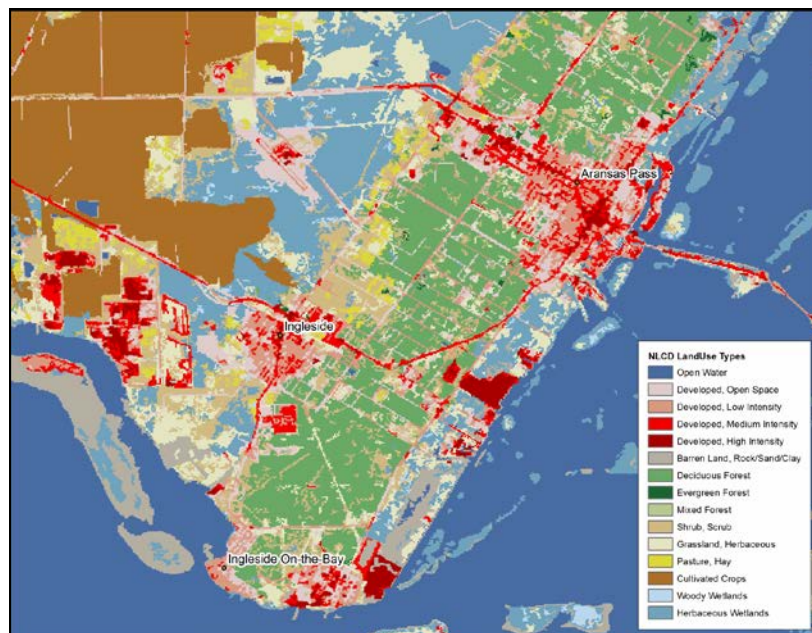 Aransas Pass
Ingleside
Ingleside On-the-Bay
NLCD LandUse Types
Open Water
Developed, Open Space
Developed, Low Intensity
Developed, Medium Intensity
Developed, High Intensity
Barren Land, Rock/Sand/Clay
Deciduous Forest
Evergreen Forest
Mixed Forest
Shrub, Scrub
Grassland, Herbaceous
Pasture, Hay
Cultivated Crops
Woody Wetlands
Herbaceous Wetlands